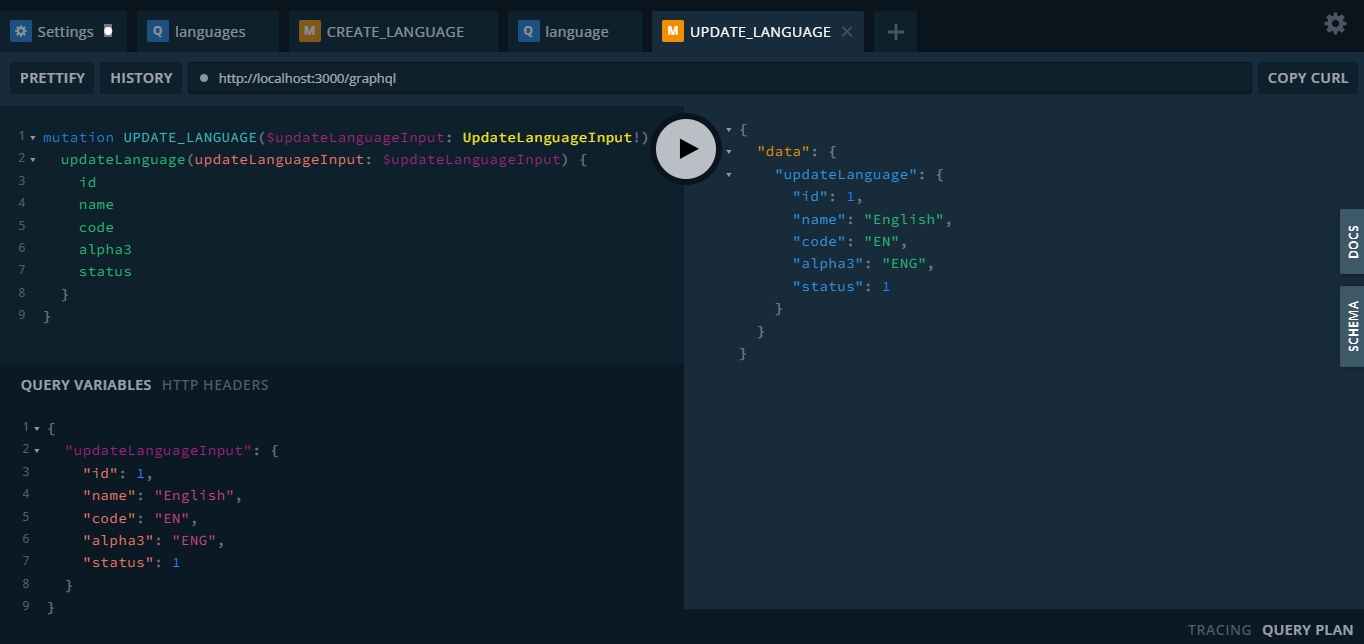 Settings
Q languages
M CREATE_LANGUAGE
Q language
M UPDATE_LANGUAGE
PRETTIFY HISTORY http://localhost:3000/graphql COPY CURL
1 mutation UPDATE_LANGUAGE($updateLanguageInput: UpdateLanguageInput!)
2 updateLanguage(updateLanguageInput: $updateLanguageInput) {
3 id
4 name
5 code
6 alpha3
7 status
8 }
9 }
QUERY VARIABLES HTTP HEADERS
1 {
2 "updateLanguageInput": {
3 "id": 1,
4 "name": "English",
5 "code": "EN",
6 "alpha3": "ENG",
7 "status": 1
8 }
9 }
{
"data": {
"updateLanguage": {
"id": 1,
"name": "English",
"code": "EN",
"alpha3": "ENG",
"status": 1
}
}
}
DOCS
SCHEMA
TRACING QUERY PLAN